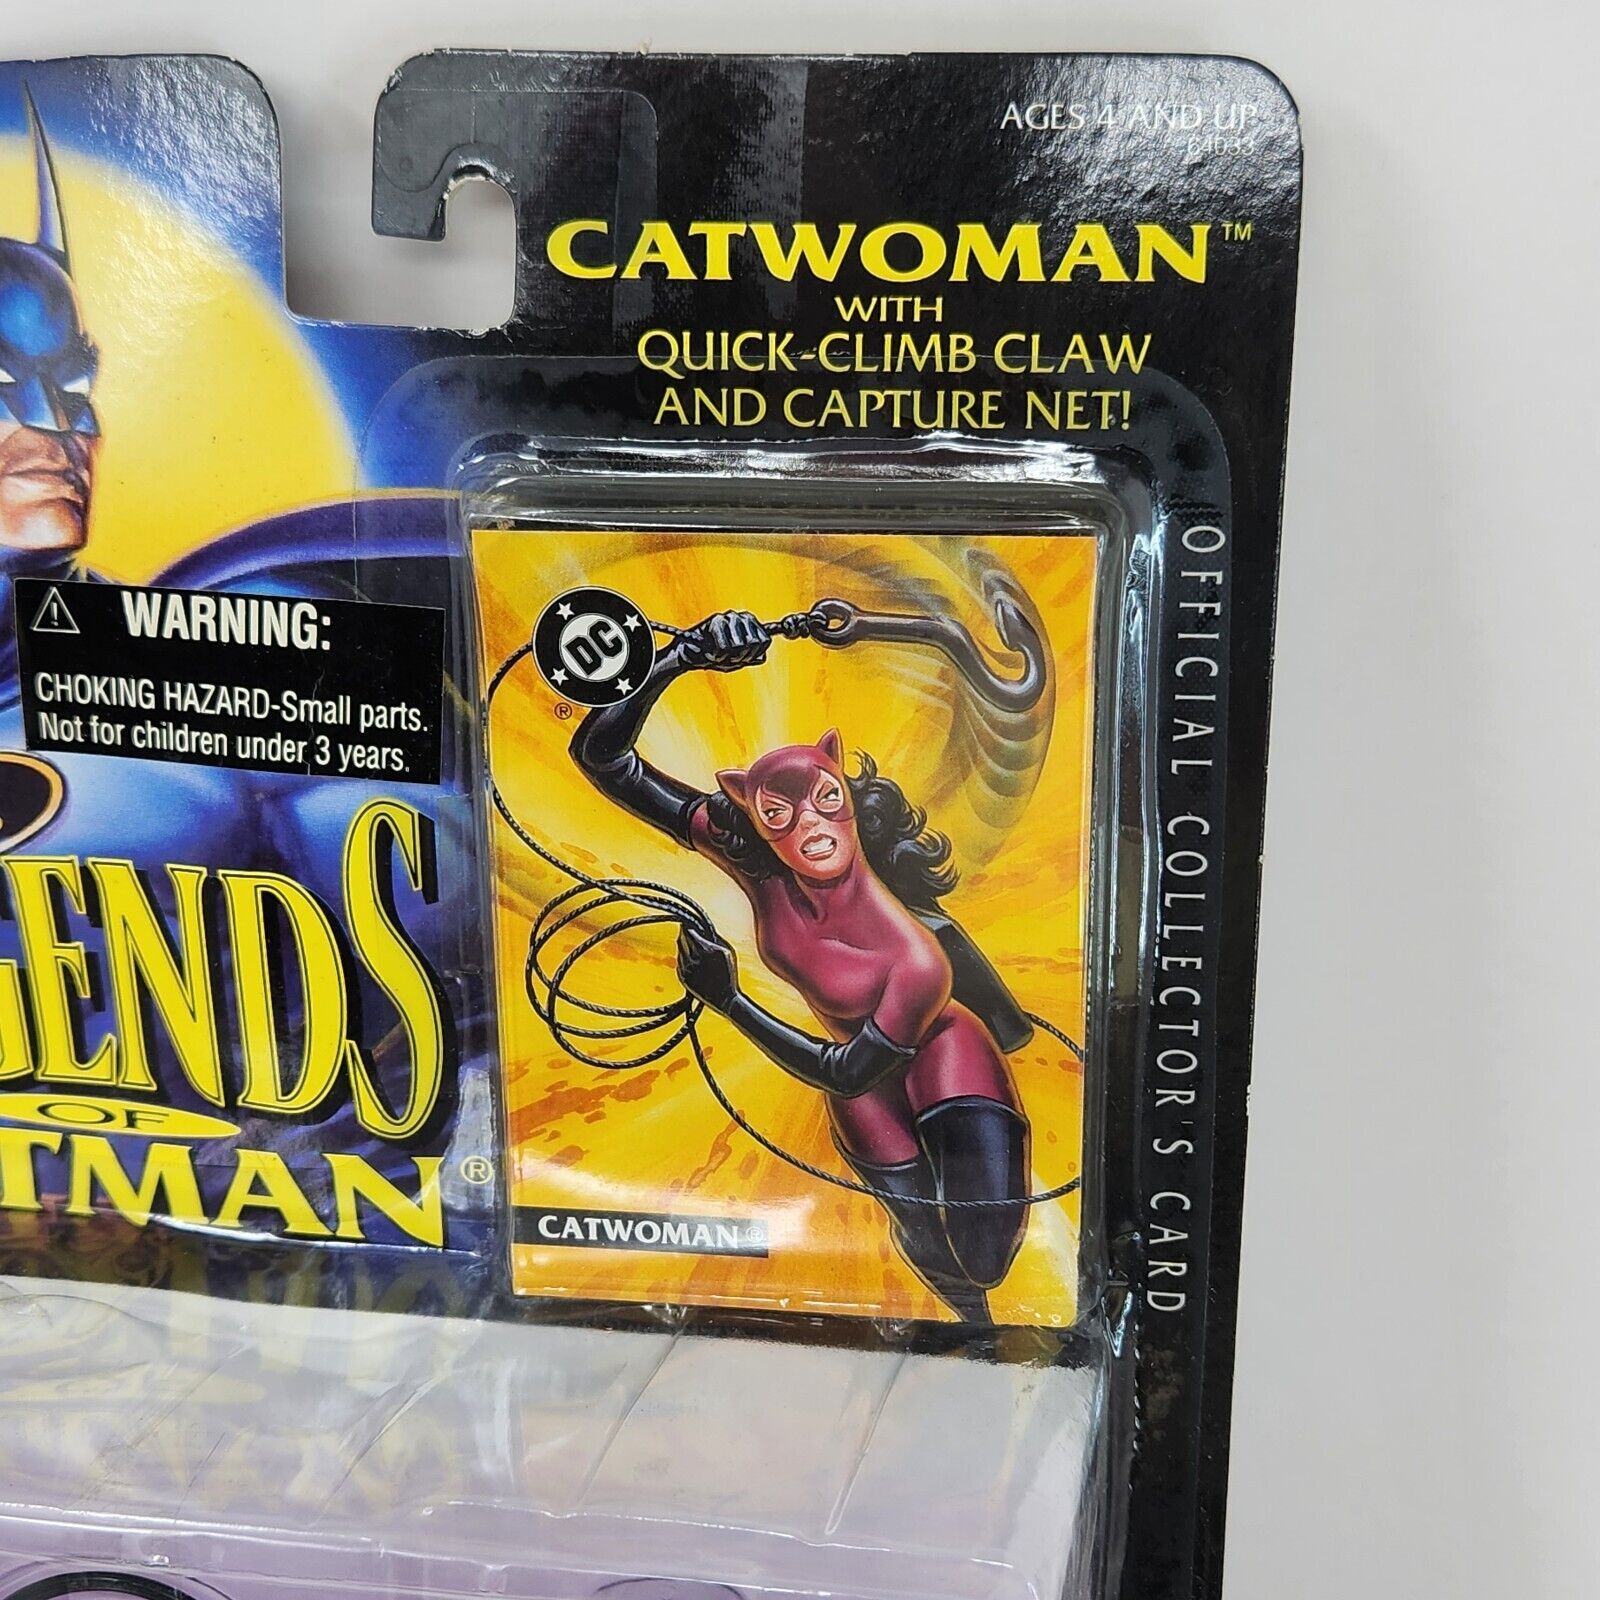 AGES 4 AND UP
64033
CATWOMAN™
WITH
QUICK-CLIMB CLAW
AND CAPTURE NET!
OFFICIAL COLLECTOR'S CARD
DC
®
CATWOMAN®
⚠ WARNING:
CHOKING HAZARD-Small parts.
Not for children under 3 years.
GENDS
OF
TMAN®